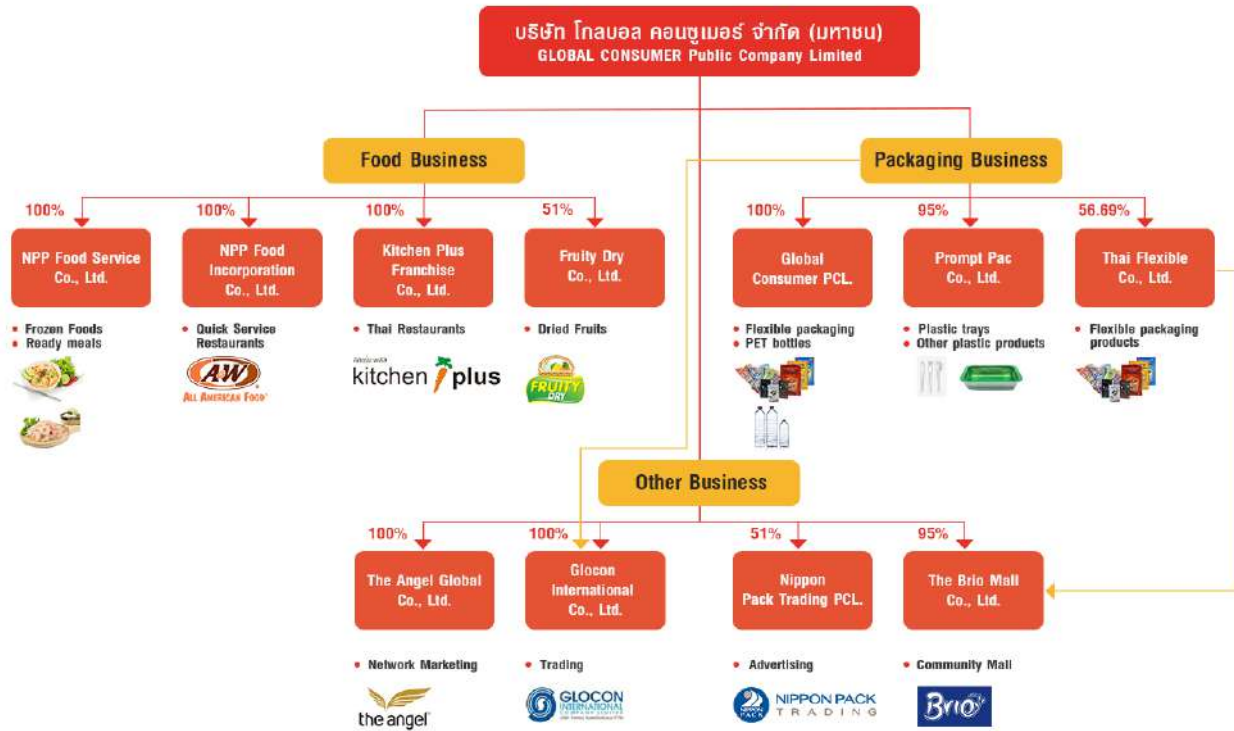 บริษัท โกลบอล คอนซูเมอร์ จำกัด (มหาชน)
GLOBAL CONSUMER Public Company Limited
Food Business
Packaging Business
100%
100%
100%
51%
100%
95%
56.69%
NPP Food Service
Co., Ltd.
NPP Food
Incorporation
Co., Ltd.
Kitchen Plus
Franchise
Co., Ltd.
Fruity Dry
Co., Ltd.
Global
Consumer PCL.
Prompt Pac
Co., Ltd.
Thai Flexible
Co., Ltd.
• Frozen Foods
• Ready meals
• Quick Service
Restaurants
• Thai Restaurants
• Dried Fruits
• Flexible packaging
• PET bottles
• Plastic trays
• Other plastic products
• Flexible packaging
products
A&W
ALL AMERICAN FOOD
kitchen plus
FRUITY
DRY
Other Business
100%
100%
51%
95%
The Angel Global
Co., Ltd.
Glocon
International
Co., Ltd.
Nippon
Pack Trading PCL.
The Brio Mall
Co., Ltd.
• Network Marketing
• Trading
• Advertising
• Community Mall
the angel
GLOCON
INTERNATIONAL
NIPPON
PACK
NIPPON PACK
TRADING
Brio